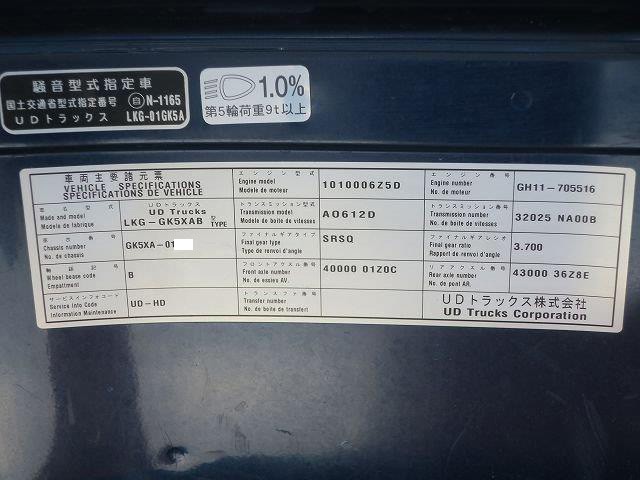 騒音型式指定車
国土交通省型式指定番号 自 N-1165
UDトラックス LKG-01GK5A
1.0%
第5輪荷重9t以上
車両主要諸元票
VEHICLE SPECIFICATIONS
SPECIFICATIONS DE VEHICLE
車名型式
Made and model
Modele de fabrique
UDトラックス
UD Trucks
LKG-GK5XAB 型 TYPE
車台番号
Chassis number
No. de chassis
GK5XA-01
軸距記号
Wheel base code
Empattement
B
サービスインフォコード
Service Info Code
Information Maintenance
UD-HD
エンジン型式
Engine model
Modele de moteur
1010006Z5D
トランスミッション型式
Transmission model
Modele de boite de vitesses
AO612D
ファイナルギアタイプ
Final gear type
Type de renvoi d'angle
SRSQ
フロントアクスル番号
Front axle number
No. de essieu AV.
40000 01Z0C
トランスファ番号
Transfer number
No. de boite de transfert
エンジン番号
Engine number
No. de moteur
GH11-705516
トランスミッション番号
Transmission number
No. de boite de vitesses
32025 NA00B
ファイナルギアレシオ
Final gear ratio
Rapport de renvoi d'angle
3.700
リアアクスル番号
Rear axle number
No. de pont AR.
43000 36Z8E
UDトラックス株式会社
UD Trucks Corporation